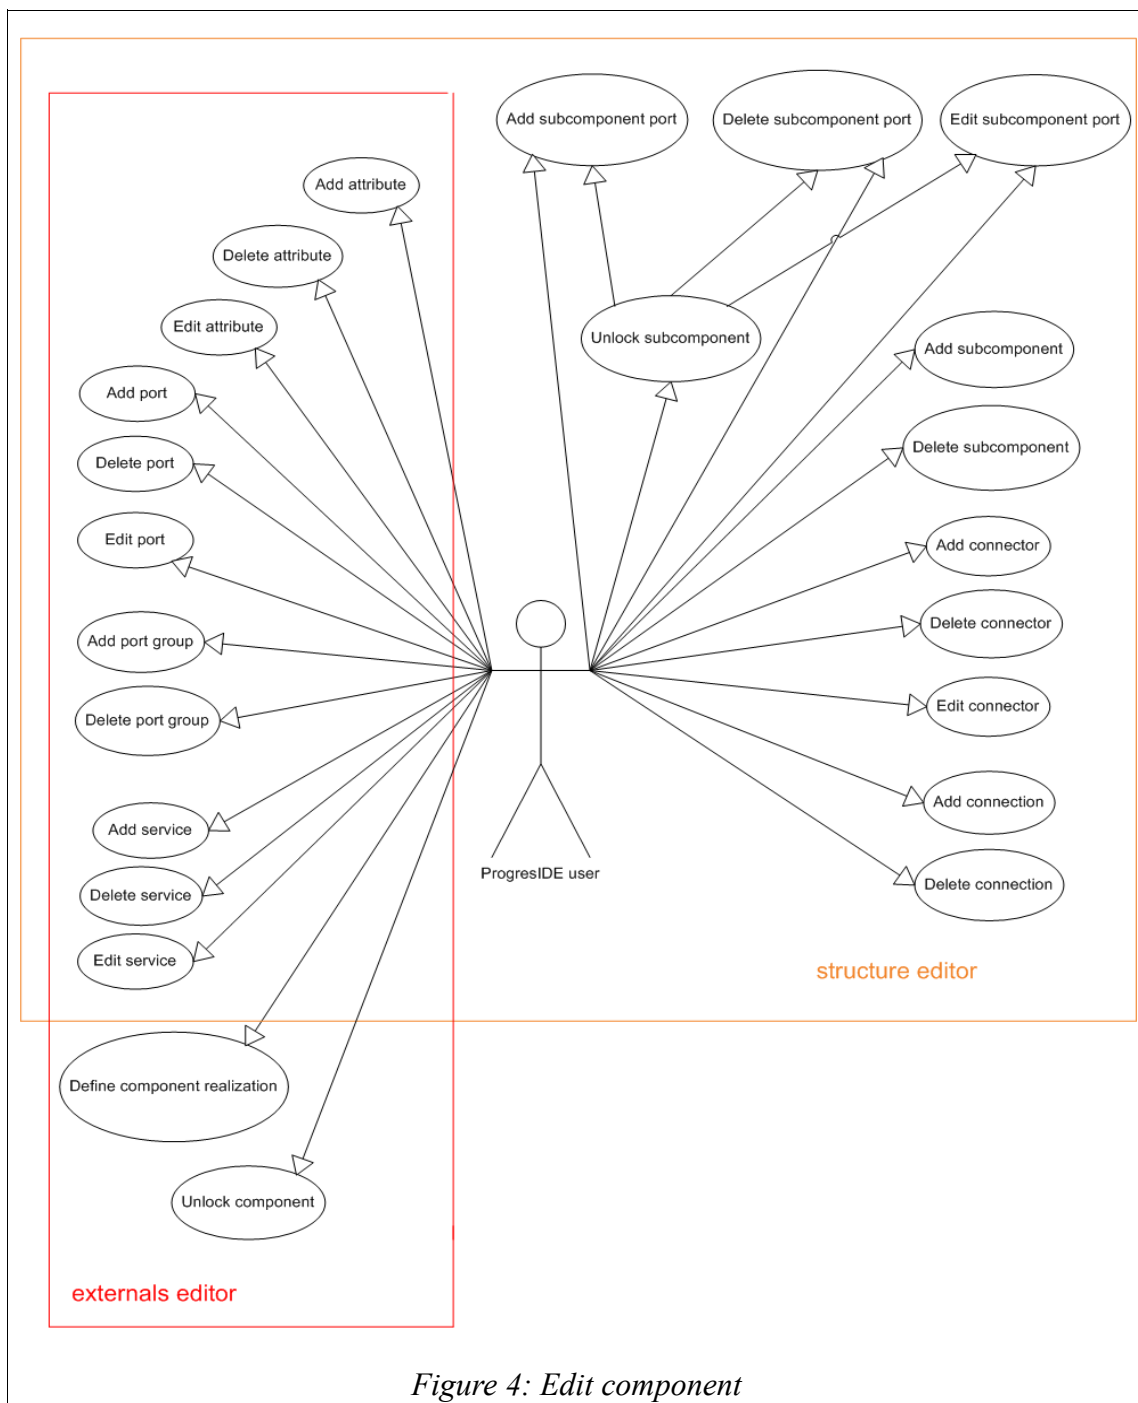 Add subcomponent port
Delete subcomponent port
Edit subcomponent port
Add attribute
Delete attribute
Edit attribute
Unlock subcomponent
Add subcomponent
Add port
Delete subcomponent
Delete port
Edit port
Add connector
Delete connector
Add port group
Edit connector
Delete port group
Add connection
Add service
ProgresIDE user
Delete connection
Delete service
Edit service
structure editor
Define component realization
Unlock component
externals editor
Figure 4: Edit component